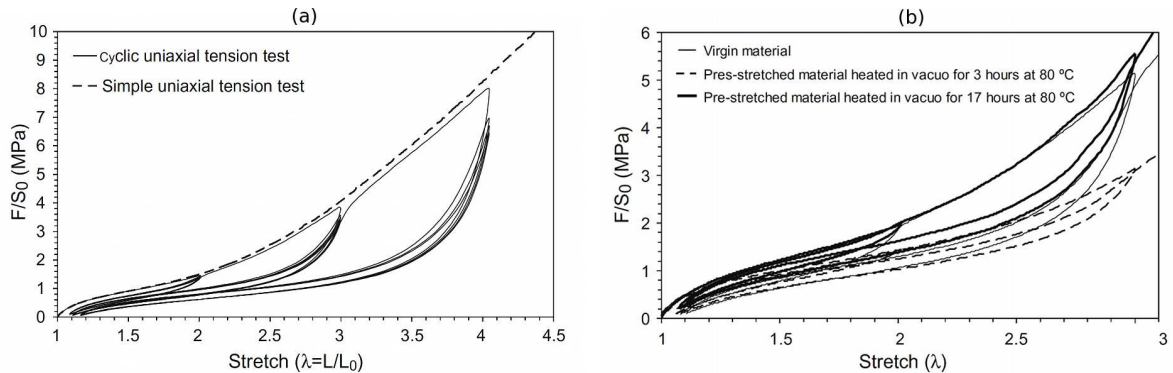 (a)
10
9
8
7
6
5
4
3
2
1
0
F/S0 (MPa)
Cyclic uniaxial tension test
Simple uniaxial tension test
1 1.5 2 2.5 3 3.5 4 4.5
Stretch (λ=L/L0)
(b)
6
5
4
3
2
1
0
F/S0 (MPa)
Virgin material
Pres-stretched material heated in vacuo for 3 hours at 80 ºC
Pre-stretched material heated in vacuo for 17 hours at 80 ºC
1 1.5 2 2.5 3
Stretch (λ)